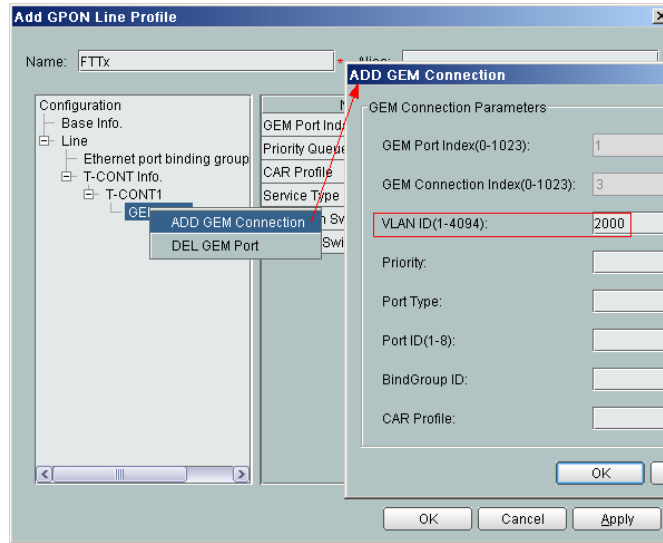 Add GPON Line Profile
Name: FTTx *
ADD GEM Connection
Configuration
Base Info.
Line
Ethernet port binding group
T-CONT Info.
T-CONT1
ADD GEM Connection
DEL GEM Port
GEM Port
Priority Queue
CAR Profile
Service Type
GEM Connection Parameters
GEM Port Index(0-1023): 1
GEM Connection Index(0-1023): 3
VLAN ID(1-4094): 2000
Priority:
Port Type:
Port ID(1-8):
BindGroup ID:
CAR Profile:
OK
OK Cancel Apply